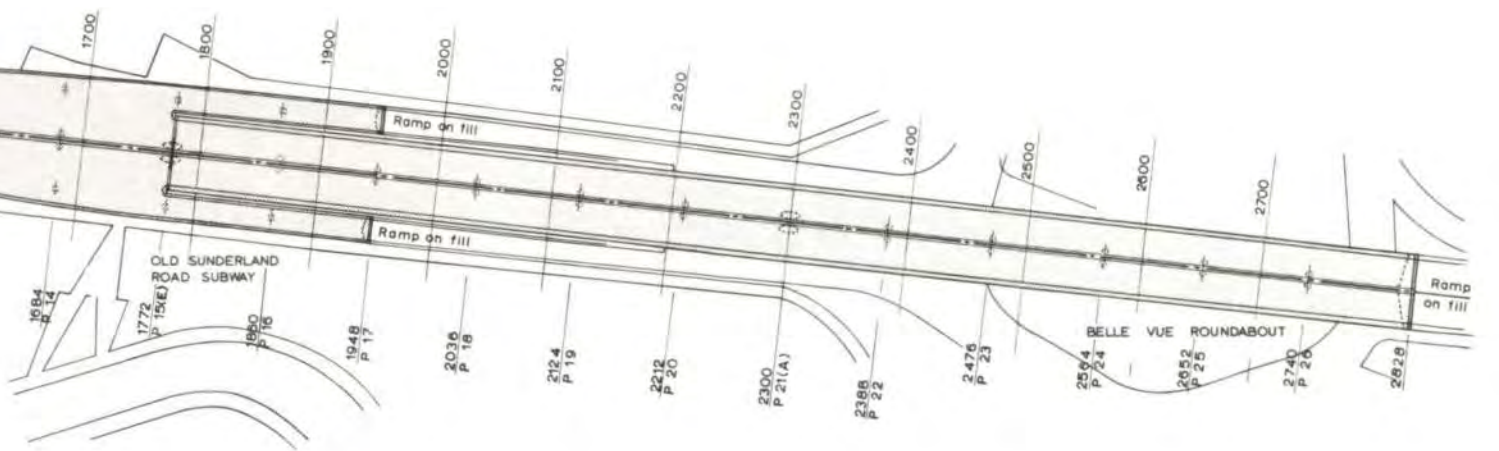 1700
1800
1900
2000
2100
2200
2300
2400
2500
2600
2700
Ramp on fill
Ramp on fill
Ramp
on fill
OLD SUNDERLAND
ROAD SUBWAY
BELLE VUE ROUNDABOUT
1684
P 14
1772
P 15(E)
1860
P 16
1948
P 17
2036
P 18
2124
P 19
2212
P 20
2300
P 21(A)
2388
P 22
2476
P 23
2564
P 24
2652
P 25
2740
P 26
2828